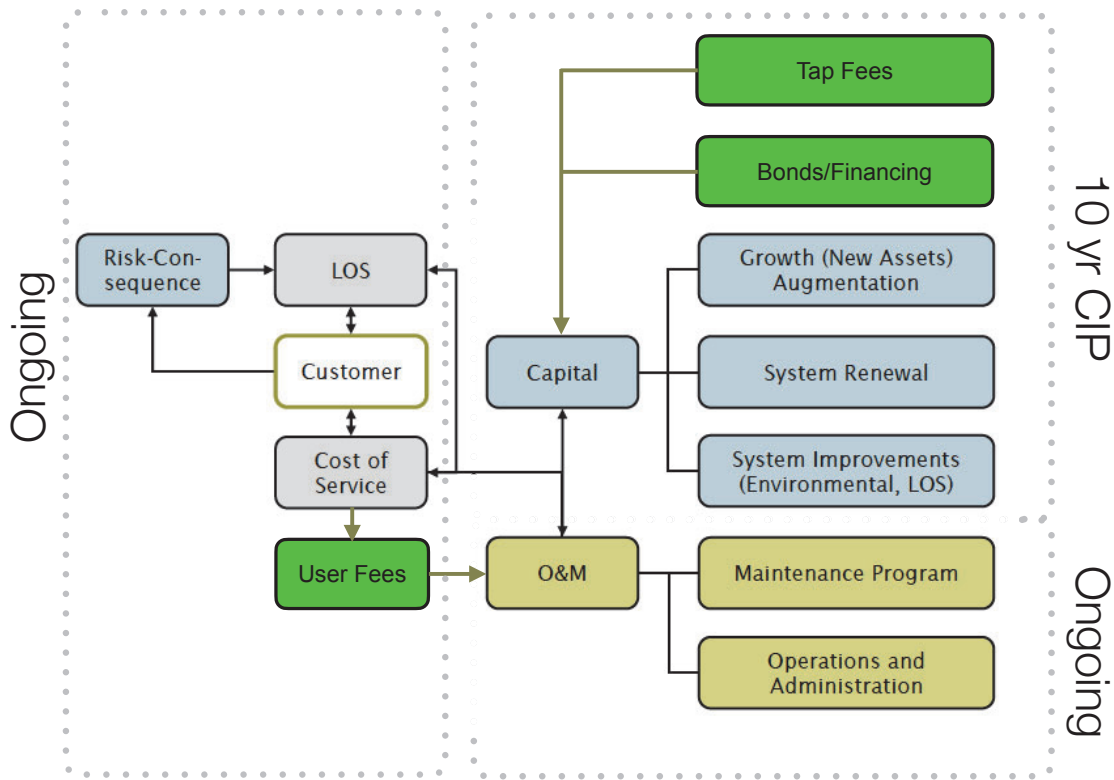 Tap Fees
Bonds/Financing
Risk-Con-
sequence
LOS
Growth (New Assets)
Augmentation
Customer
Capital
System Renewal
Cost of
Service
System Improvements
(Environmental, LOS)
User Fees
O&M
Maintenance Program
Operations and
Administration
Ongoing
10 yr CIP
Ongoing